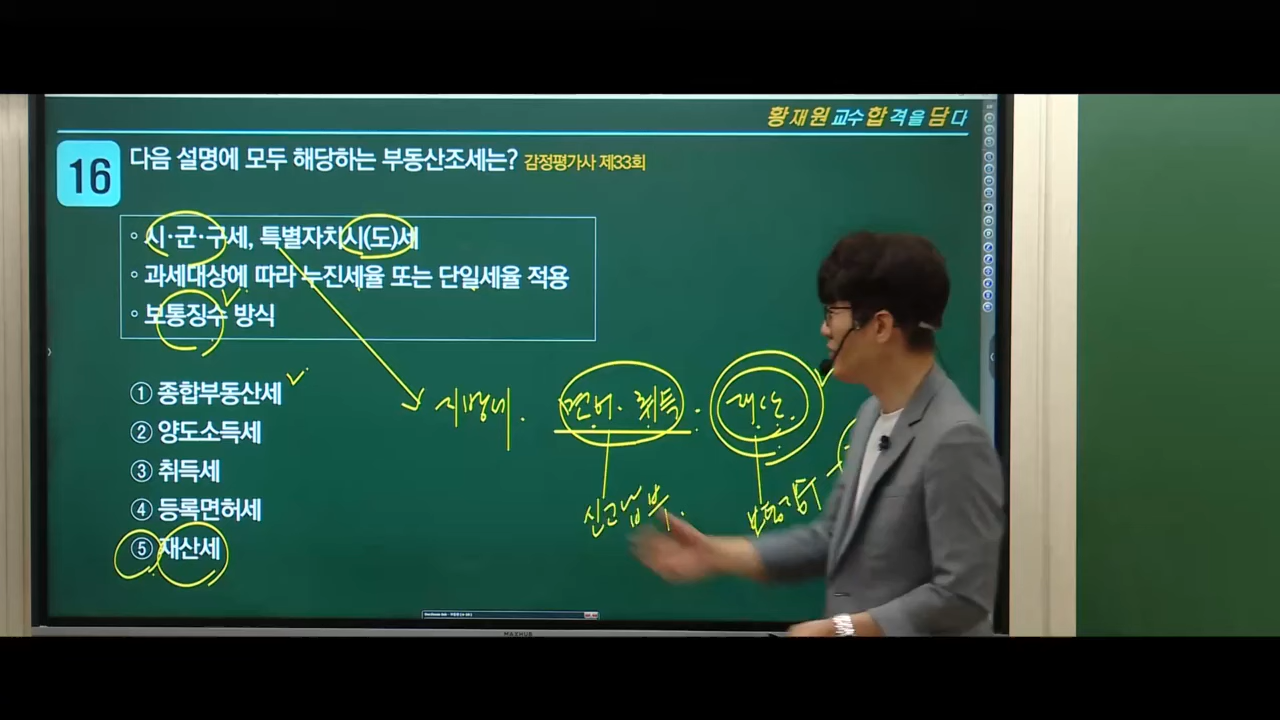 황재원 교수 합격을 담다
16 다음 설명에 모두 해당하는 부동산조세는? 감정평가사 제33회
◦ 시·군·구세, 특별자치시(도)세
◦ 과세대상에 따라 누진세율 또는 단일세율 적용
◦ 보통징수 방식
① 종합부동산세
② 양도소득세
③ 취득세
④ 등록면허세
⑤ 재산세
지방세. 면허·취득. 재산.
신고납부. 보통징수
MAXHUB